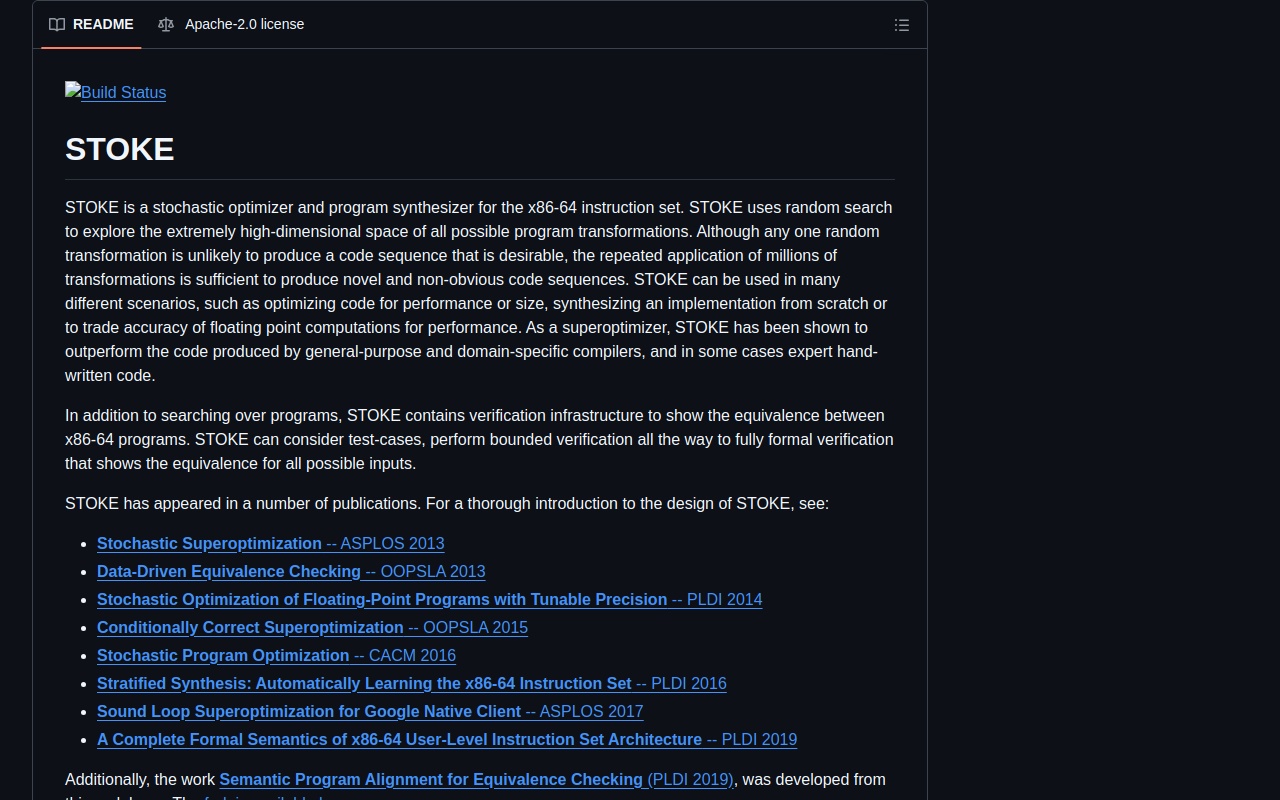 README Apache-2.0 license
Build Status
STOKE
STOKE is a stochastic optimizer and program synthesizer for the x86-64 instruction set. STOKE uses random search
to explore the extremely high-dimensional space of all possible program transformations. Although any one random
transformation is unlikely to produce a code sequence that is desirable, the repeated application of millions of
transformations is sufficient to produce novel and non-obvious code sequences. STOKE can be used in many
different scenarios, such as optimizing code for performance or size, synthesizing an implementation from scratch or
to trade accuracy of floating point computations for performance. As a superoptimizer, STOKE has been shown to
outperform the code produced by general-purpose and domain-specific compilers, and in some cases expert hand-
written code.
In addition to searching over programs, STOKE contains verification infrastructure to show the equivalence between
x86-64 programs. STOKE can consider test-cases, perform bounded verification all the way to fully formal verification
that shows the equivalence for all possible inputs.
STOKE has appeared in a number of publications. For a thorough introduction to the design of STOKE, see:
• Stochastic Superoptimization -- ASPLOS 2013
• Data-Driven Equivalence Checking -- OOPSLA 2013
• Stochastic Optimization of Floating-Point Programs with Tunable Precision -- PLDI 2014
• Conditionally Correct Superoptimization -- OOPSLA 2015
• Stochastic Program Optimization -- CACM 2016
• Stratified Synthesis: Automatically Learning the x86-64 Instruction Set -- PLDI 2016
• Sound Loop Superoptimization for Google Native Client -- ASPLOS 2017
• A Complete Formal Semantics of x86-64 User-Level Instruction Set Architecture -- PLDI 2019
Additionally, the work Semantic Program Alignment for Equivalence Checking (PLDI 2019), was developed from